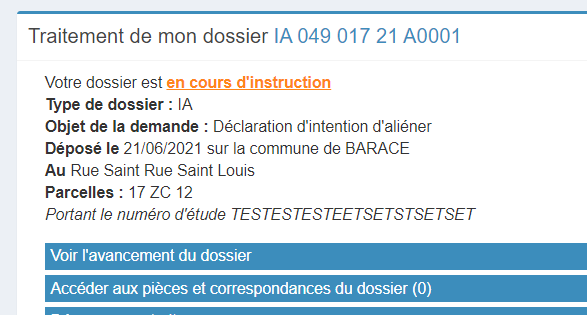 Traitement de mon dossier IA 049 017 21 A0001
Votre dossier est en cours d'instruction
Type de dossier : IA
Objet de la demande : Déclaration d'intention d'aliéner
Déposé le 21/06/2021 sur la commune de BARACE
Au Rue Saint Rue Saint Louis
Parcelles : 17 ZC 12
Portant le numéro d'étude TESTESTESTEETSETSTSETSET
Voir l'avancement du dossier
Accéder aux pièces et correspondances du dossier (0)